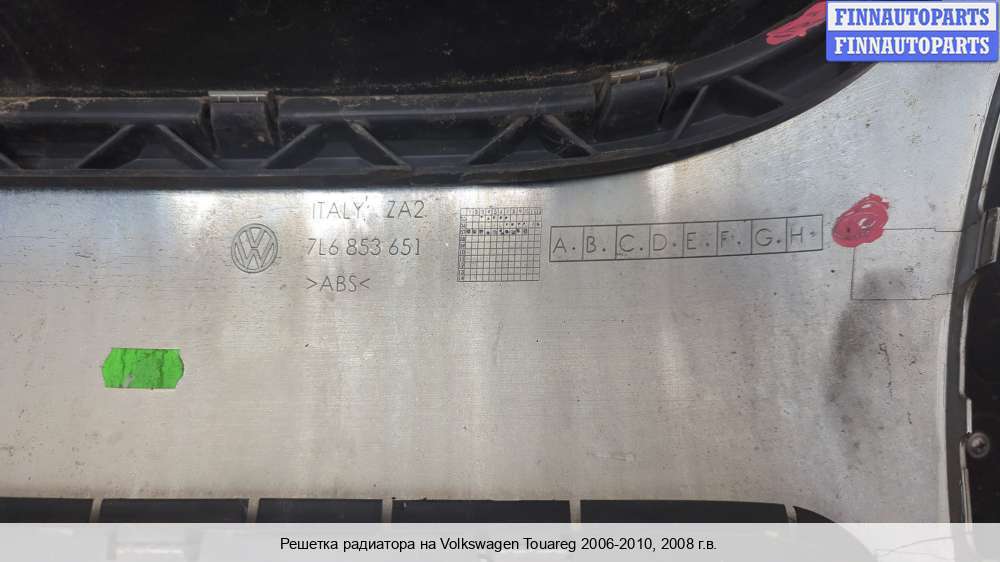 FINNAUTOPARTS
FINNAUTOPARTS
ITALY ZA2
7L6 853 651
>ABS<
A. B. C. D. E. F. G. H.
Решетка радиатора на Volkswagen Touareg 2006-2010, 2008 г.в.